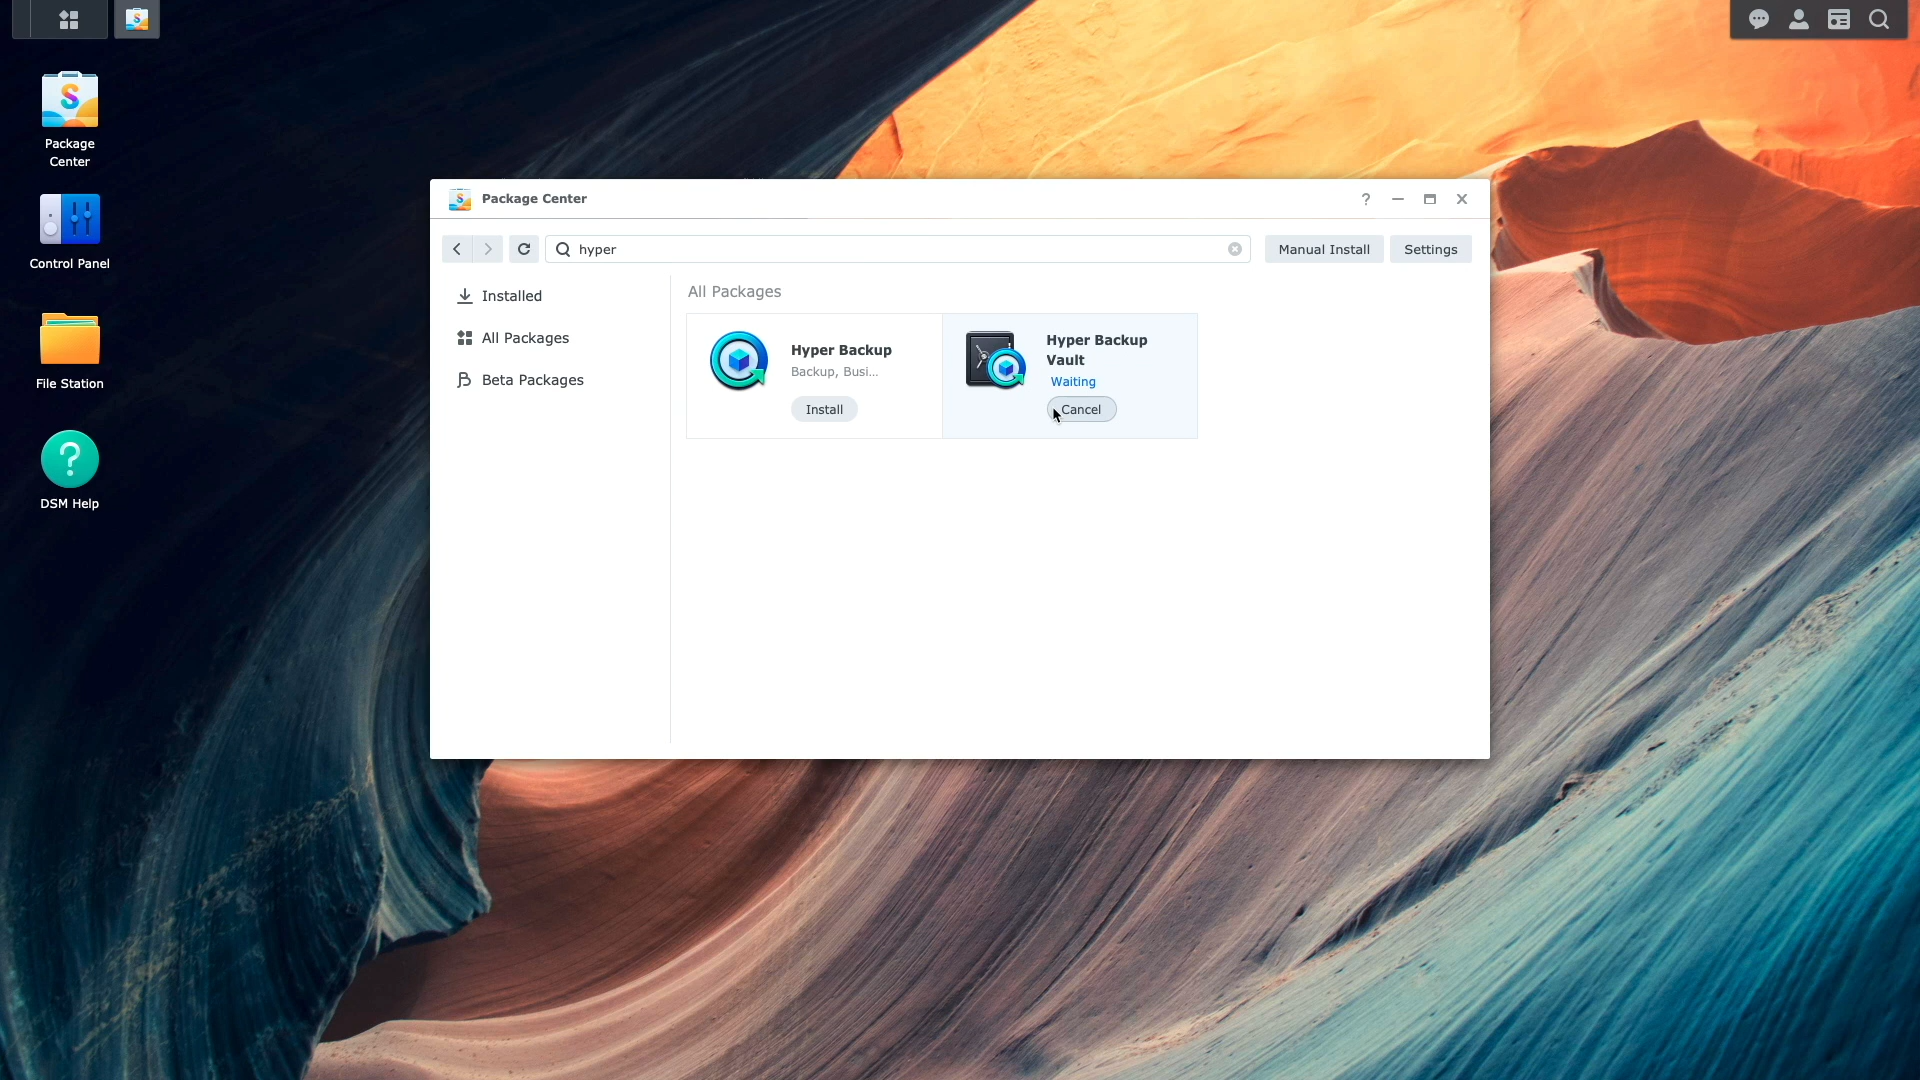 Package
Center
Control Panel
File Station
DSM Help
Package Center
hyper
Manual Install
Settings
Installed
All Packages
Beta Packages
All Packages
Hyper Backup
Backup, Busi...
Install
Hyper Backup
Vault
Waiting
Cancel